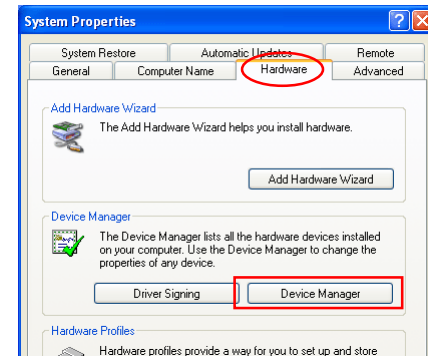 System Properties
System Restore Automatic Updates Remote
General Computer Name Hardware Advanced
Add Hardware Wizard
The Add Hardware Wizard helps you install hardware.
Add Hardware Wizard
Device Manager
The Device Manager lists all the hardware devices installed
on your computer. Use the Device Manager to change the
properties of any device.
Driver Signing Device Manager
Hardware Profiles
Hardware profiles provide a way for you to set up and store